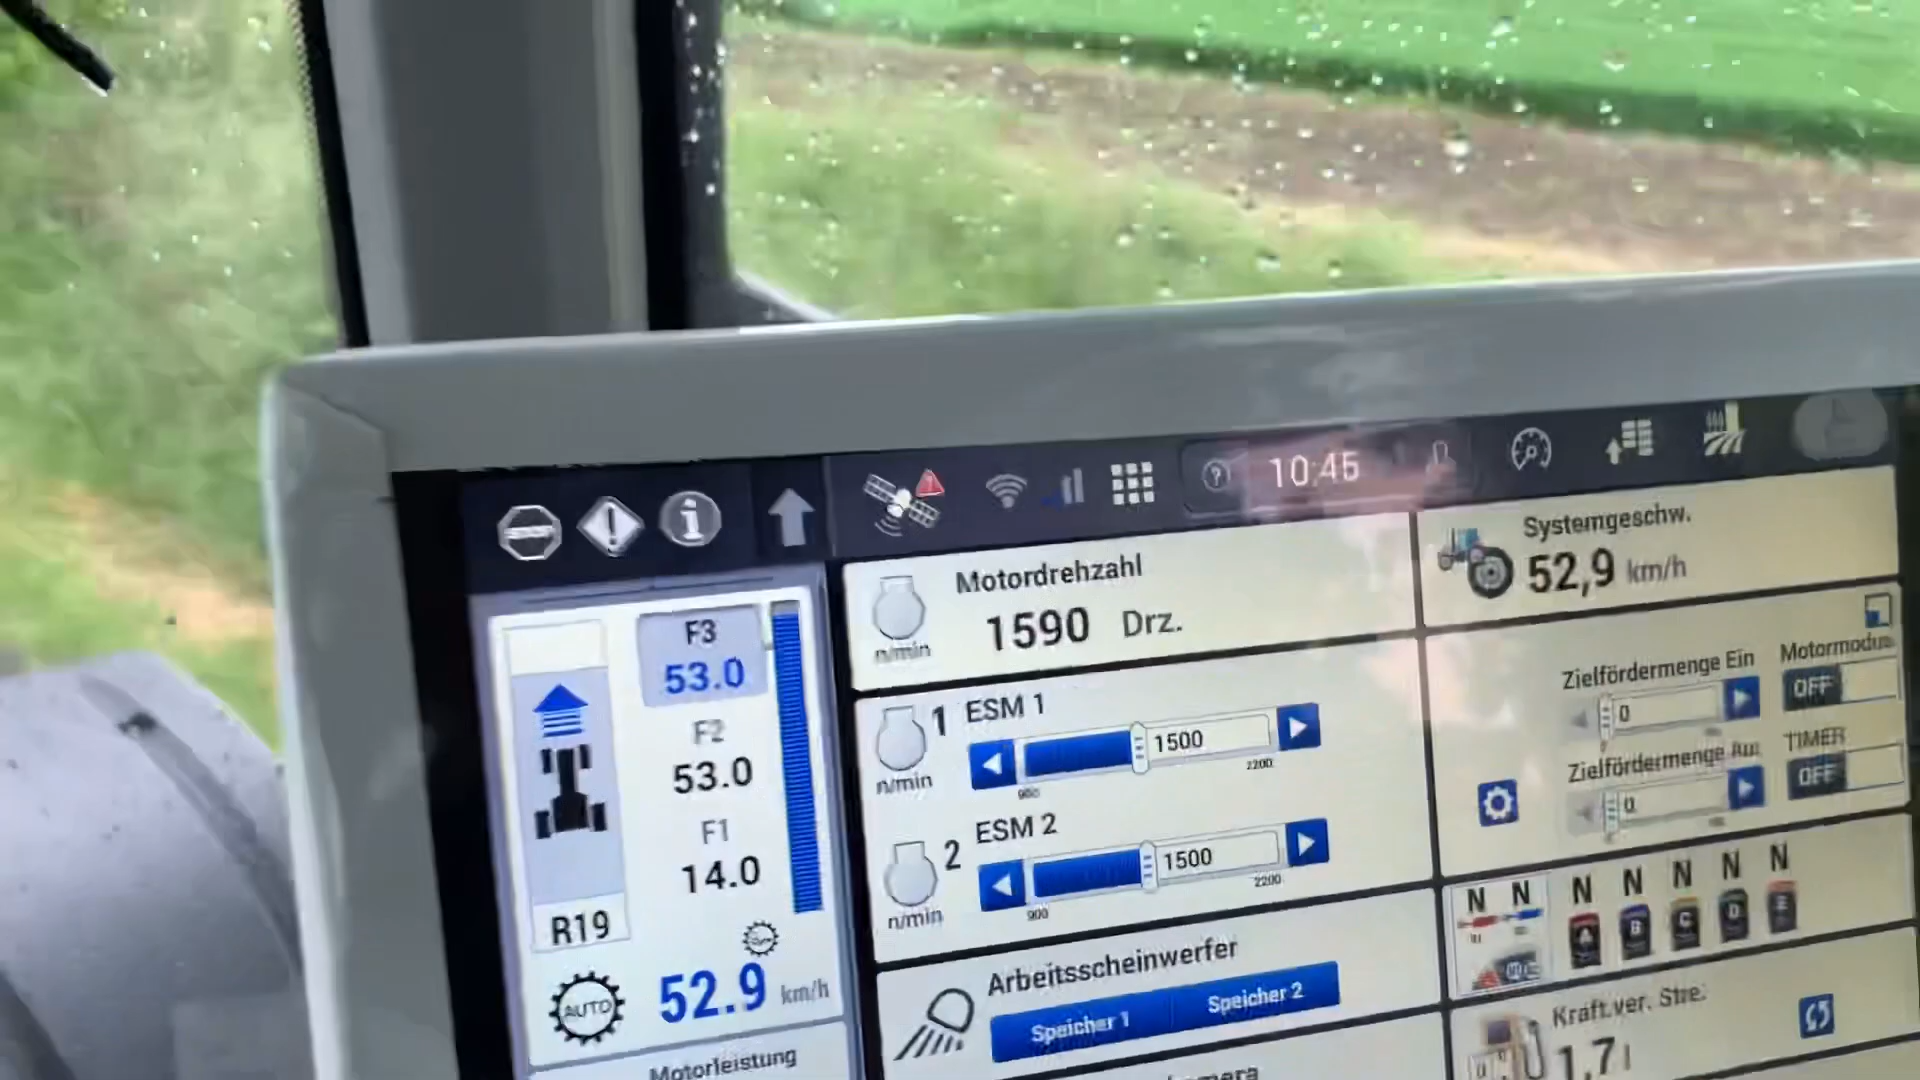 10:45
F3
53.0
F2
53.0
F1
14.0
R19
AUTO
52.9 km/h
Motorleistung
Motordrehzahl
1590 Drz.
n/min
1 ESM 1
1500
n/min
900
2200
2 ESM 2
1500
n/min
900
2200
Arbeitsscheinwerfer
Speicher 1
Speicher 2
Systemgeschw.
52,9 km/h
Zielfördermenge Ein
0
Motormodus
OFF
Zielfördermenge
0
TIMER
OFF
N N N N N N N
A B C D E
Kraft.ver. Stre.
1,7 l